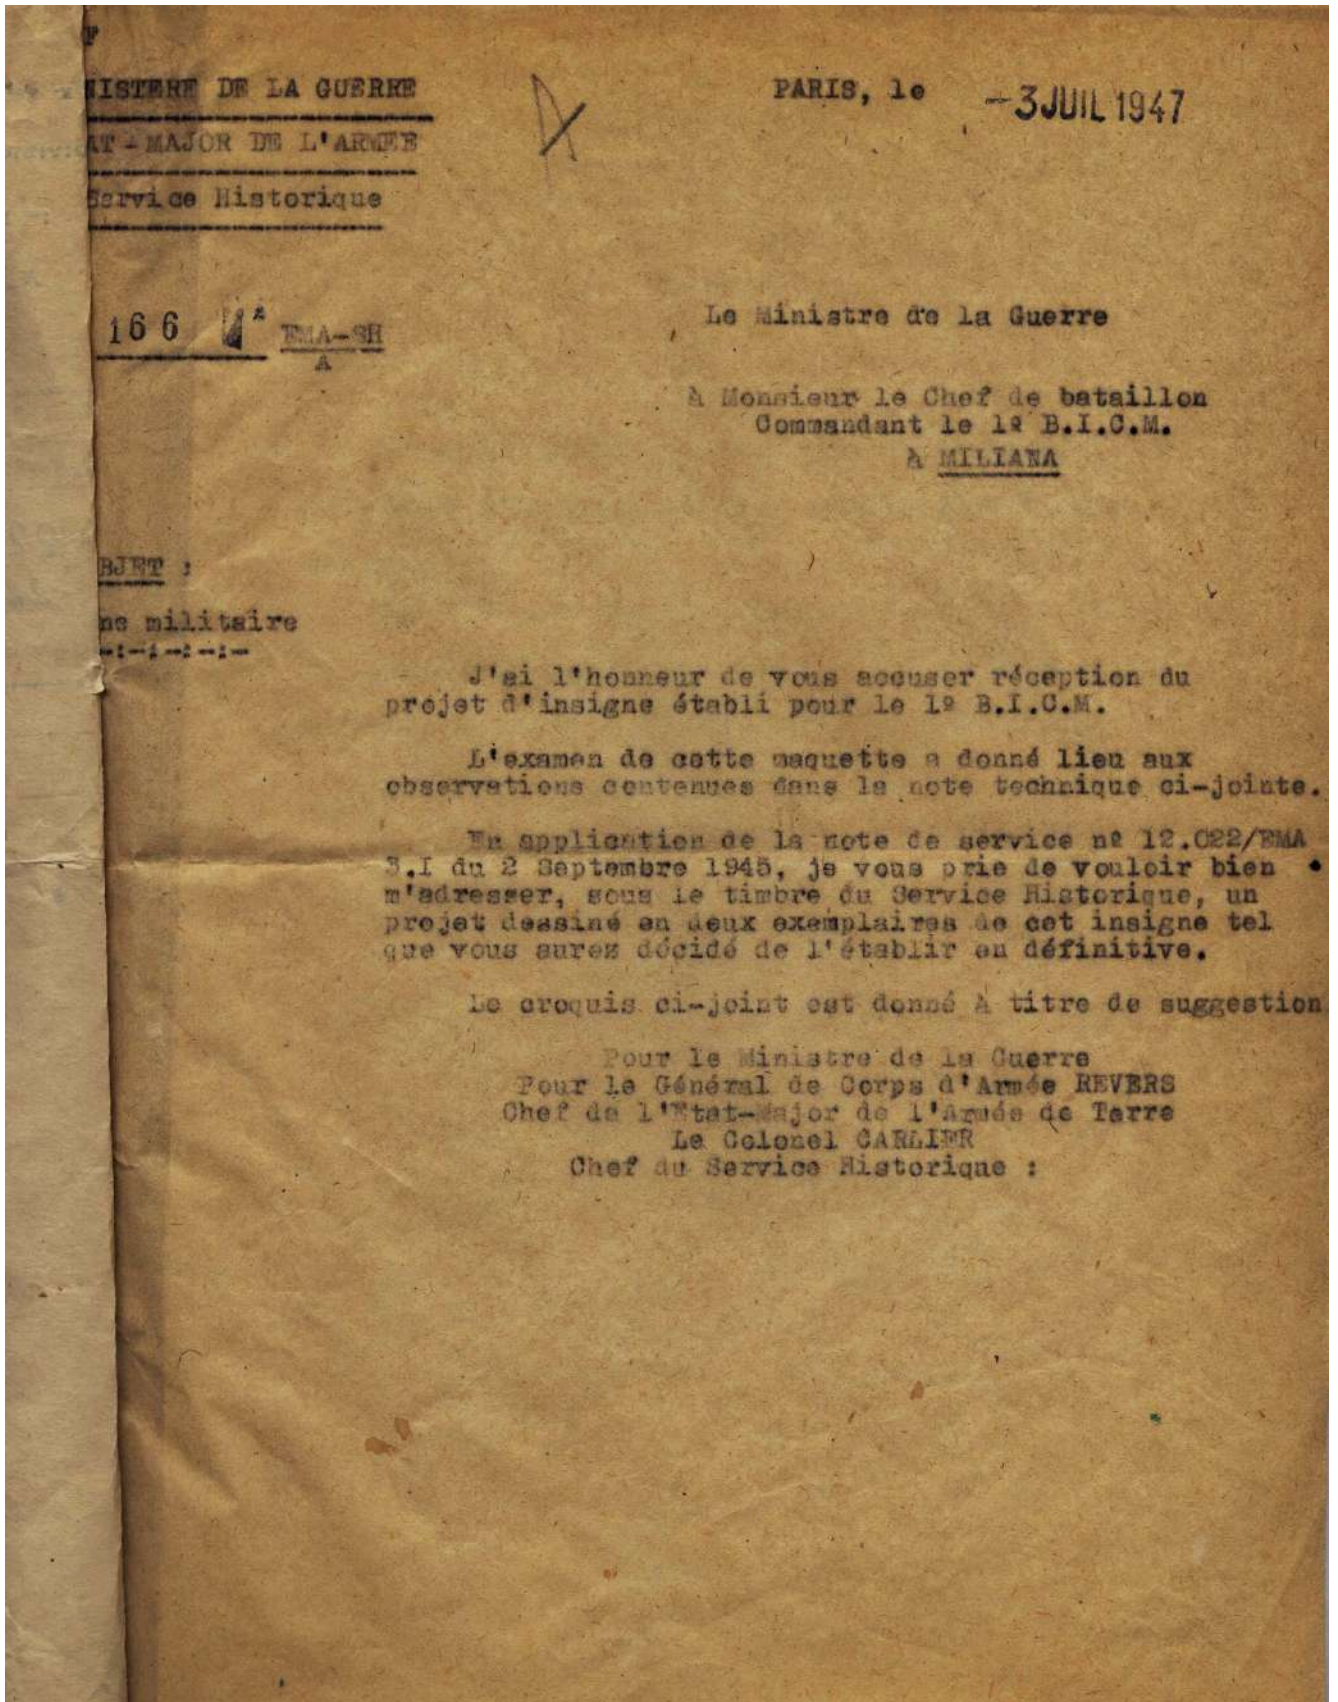 F
NISTERE DE LA GUERRE
AT - MAJOR DE L'ARMEE
Service Historique
PARIS, le -3 JUIL 1947
166 EMA-SH
A
Le Ministre de la Guerre
à Monsieur le Chef de bataillon
Commandant le 1º B.I.C.M.
à MILIANA
BJET :
ne militaire
-:-:-:-:-
J'ai l'honneur de vous accuser réception du
projet d'insigne établi pour le 1º B.I.C.M.
L'examen de cette maquette a donné lieu aux
observations contenues dans la note technique ci-jointe.
En application de la note de service nº 12.022/EMA
3.I du 2 Septembre 1945, je vous prie de vouloir bien
m'adresser, sous le timbre du Service Historique, un
projet dessiné en deux exemplaires de cet insigne tel
que vous aurez décidé de l'établir en définitive.
Le croquis ci-joint est donné à titre de suggestion
Pour le Ministre de la Guerre
Pour le Général de Corps d'Armée REVERS
Chef de l'Etat-Major de l'Armée de Terre
Le Colonel CARLIER
Chef du Service Historique :